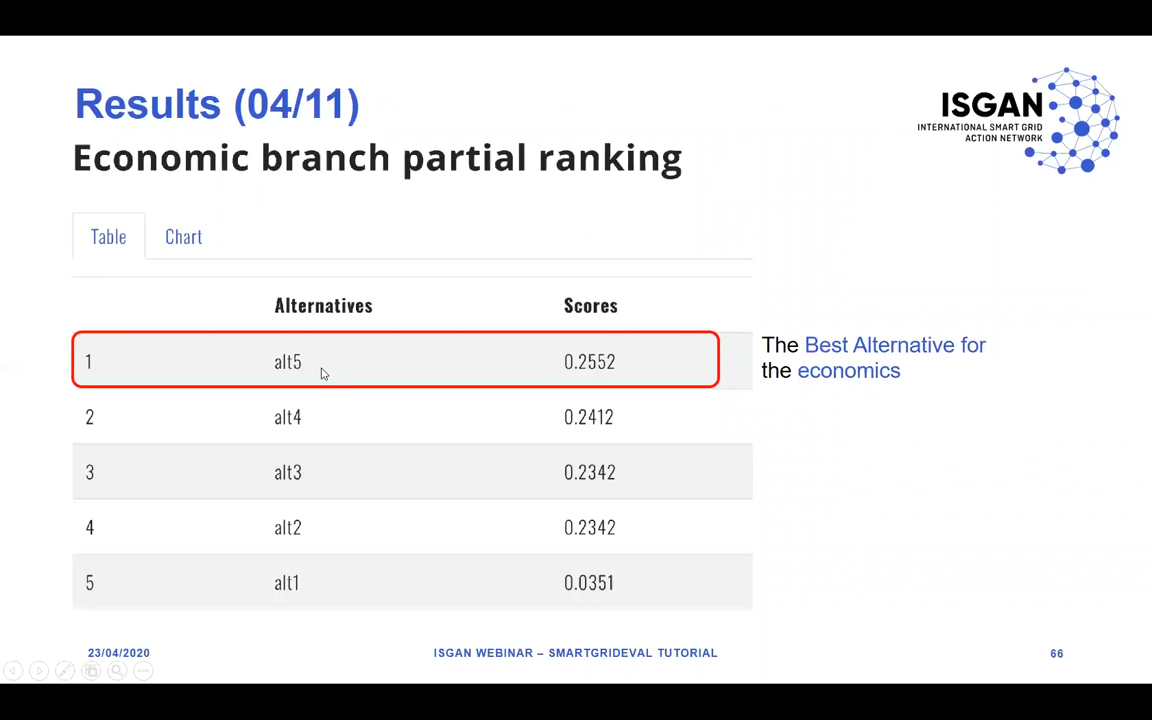 Results (04/11)
ISGAN
INTERNATIONAL SMART GRID
ACTION NETWORK
Economic branch partial ranking
Table Chart
Alternatives Scores
1 alt5 0.2552
The Best Alternative for
the economics
2 alt4 0.2412
3 alt3 0.2342
4 alt2 0.2342
5 alt1 0.0351
23/04/2020 ISGAN WEBINAR – SMARTGRIDEVAL TUTORIAL 66